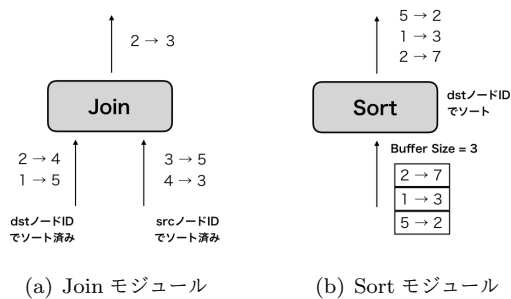 2 → 3
Join
2 → 4
1 → 5
3 → 5
4 → 3
dstノードID
でソート済み
srcノードID
でソート済み
(a) Join モジュール
5 → 2
1 → 3
2 → 7
Sort
dstノードID
でソート
Buffer Size = 3
2 → 7
1 → 3
5 → 2
(b) Sort モジュール